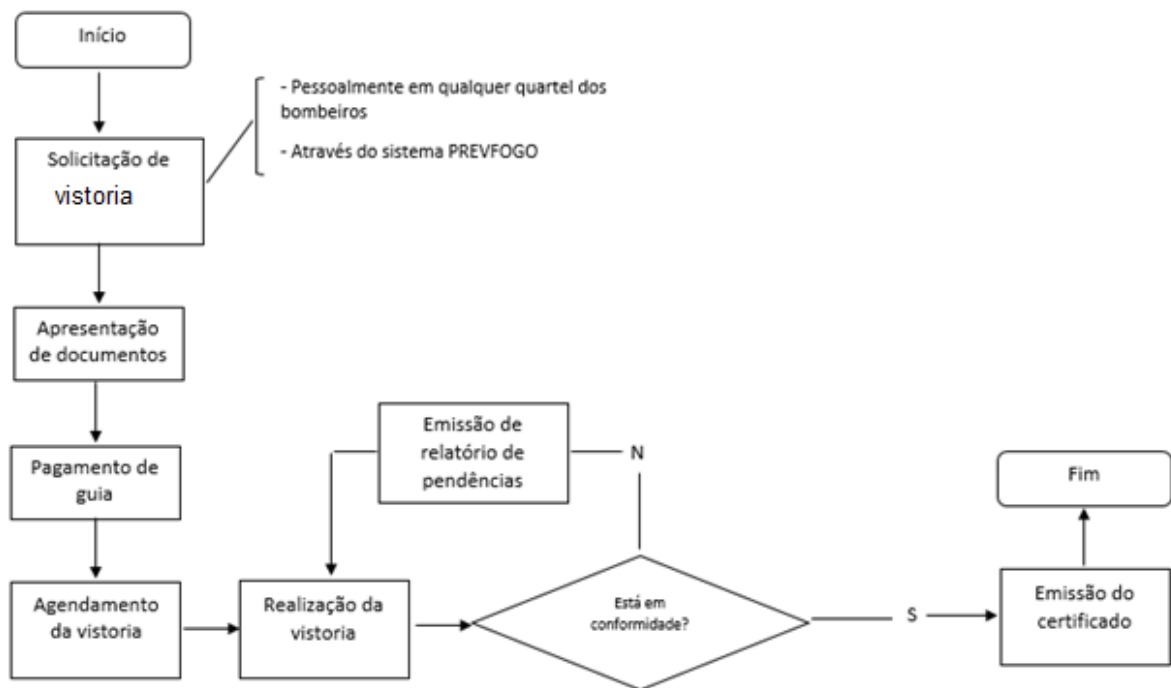 Início
- Pessoalmente em qualquer quartel dos
bombeiros
- Através do sistema PREVFOGO
Solicitação de
vistoria
Apresentação
de documentos
Pagamento de
guia
Agendamento
da vistoria
Realização da
vistoria
Emissão de
relatório de
pendências
N
Está em
conformidade?
S
Emissão do
certificado
Fim